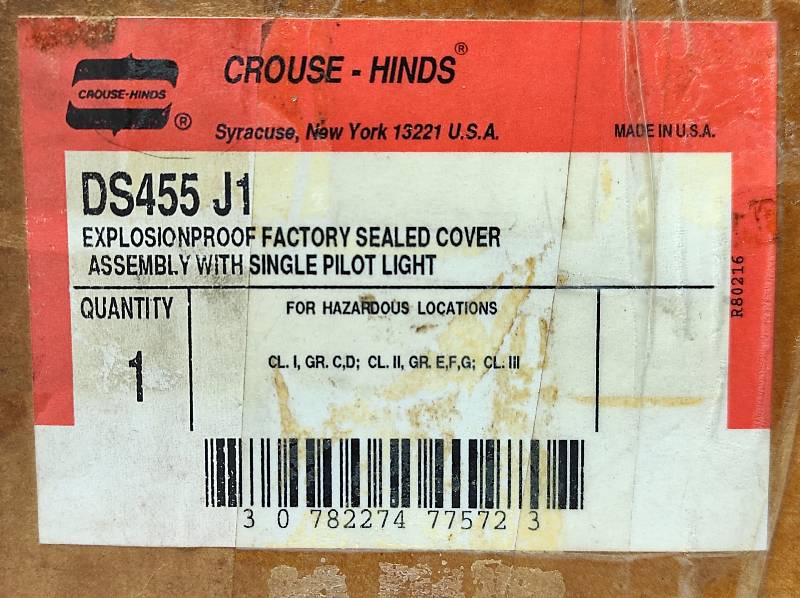 CROUSE-HINDS®
CROUSE - HINDS®
Syracuse, New York 13221 U.S.A.
MADE IN U.S.A.
DS455 J1
EXPLOSIONPROOF FACTORY SEALED COVER
ASSEMBLY WITH SINGLE PILOT LIGHT
R80216
QUANTITY
1
FOR HAZARDOUS LOCATIONS
CL. I, GR. C,D; CL. II, GR. E,F,G; CL. III
3 0 782274 77572 3